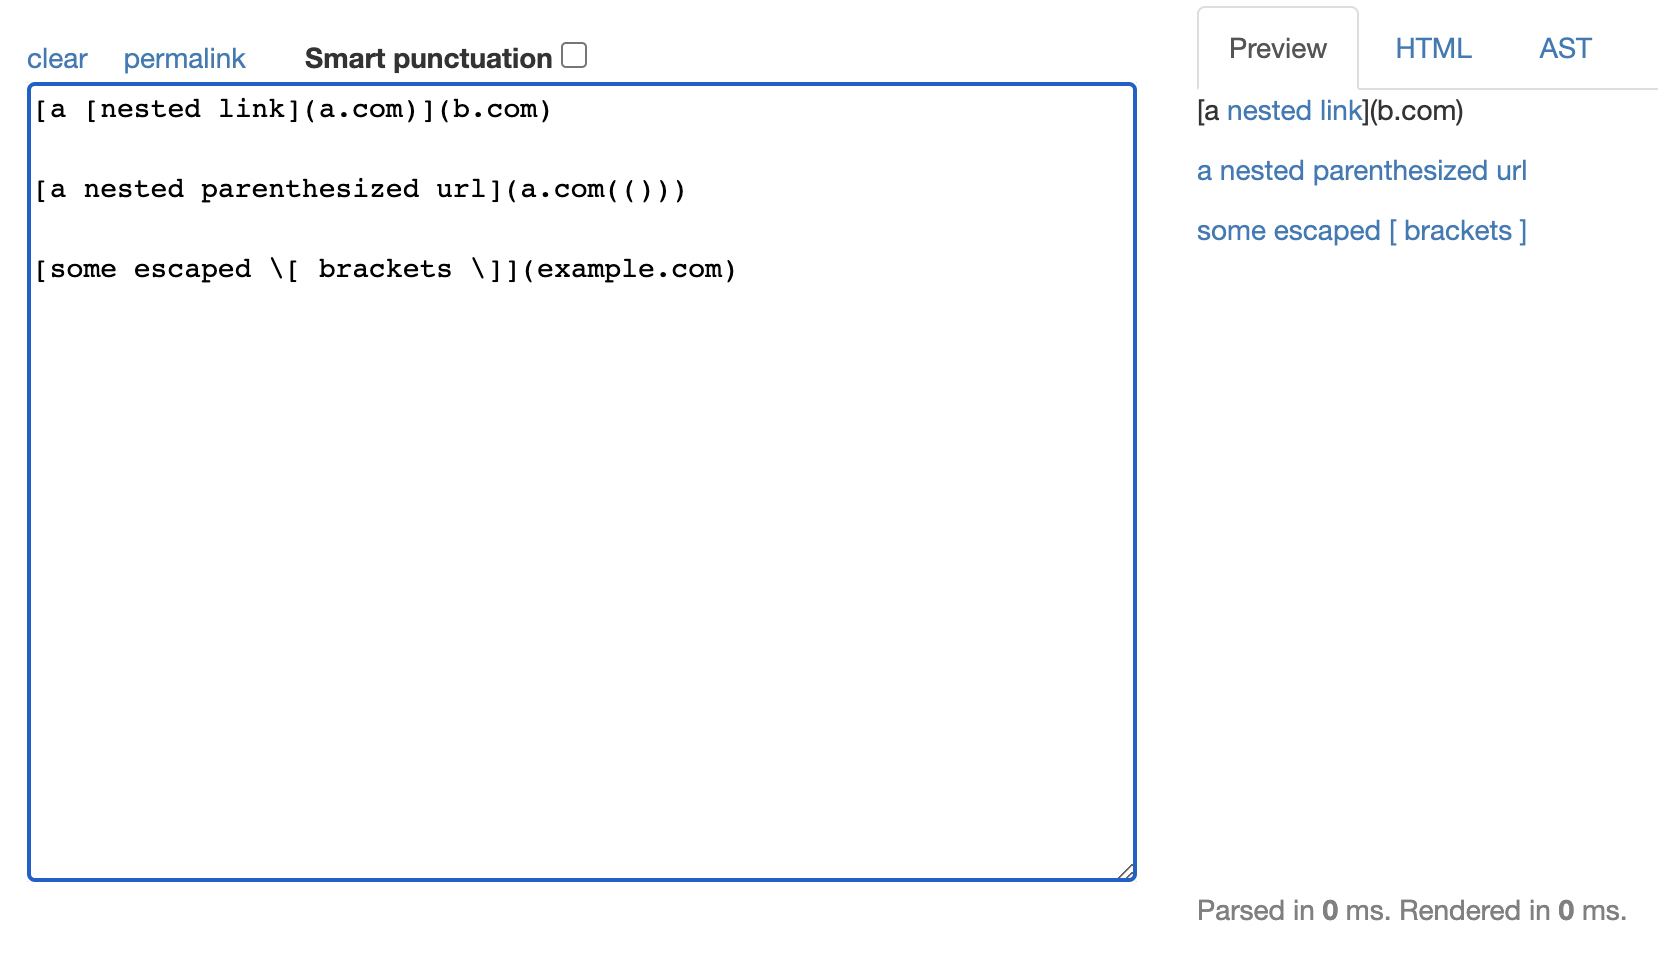 clear permalink Smart punctuation
[a [nested link](a.com)](b.com)
[a nested parenthesized url](a.com(()))
[some escaped \[ brackets \]](example.com)
Preview HTML AST
[a nested link](b.com)
a nested parenthesized url
some escaped [ brackets ]
Parsed in 0 ms. Rendered in 0 ms.